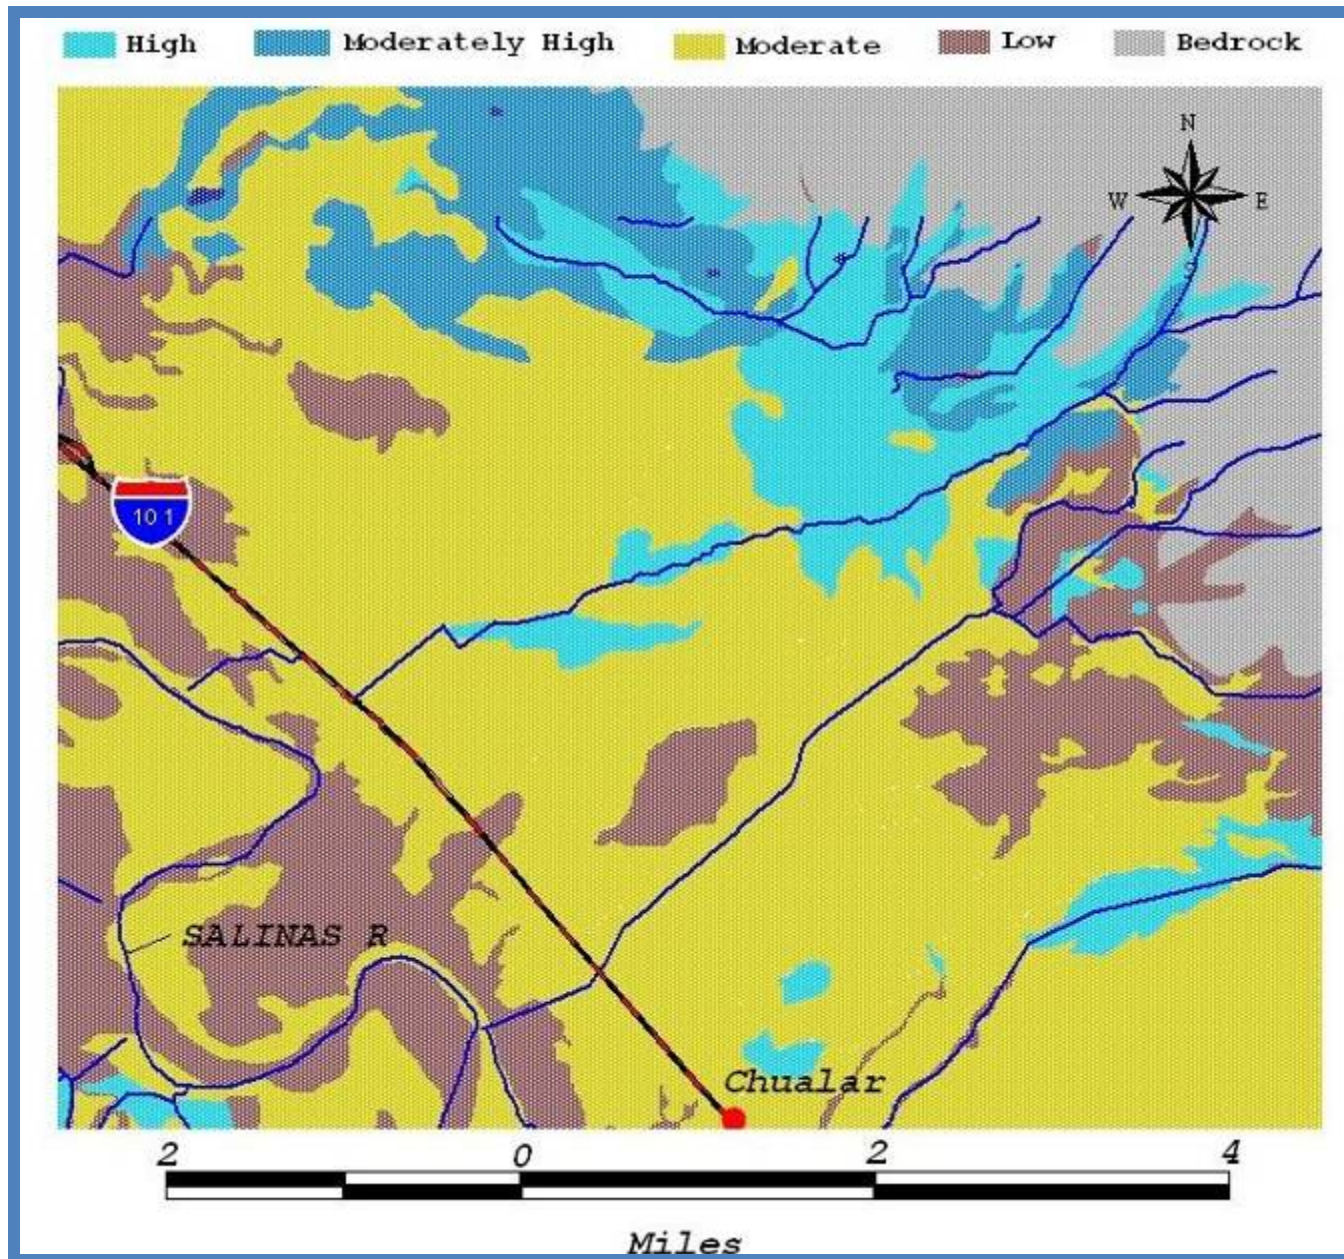 High Moderately High Moderate Low Bedrock
N
W E
S
10 1
SALINAS R
Chualar
2 0 2 4
Miles